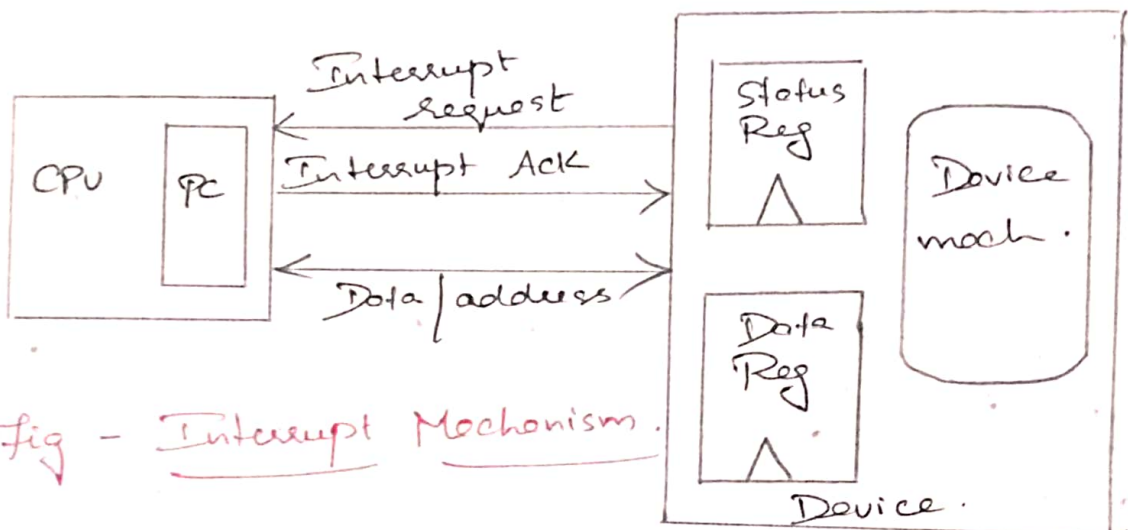 Interrupt
request
CPU
PC
Interrupt Ack
Data/address
Status
Reg
Device
mech.
Data
Reg
Device.
Fig - Interrupt Mechanism.